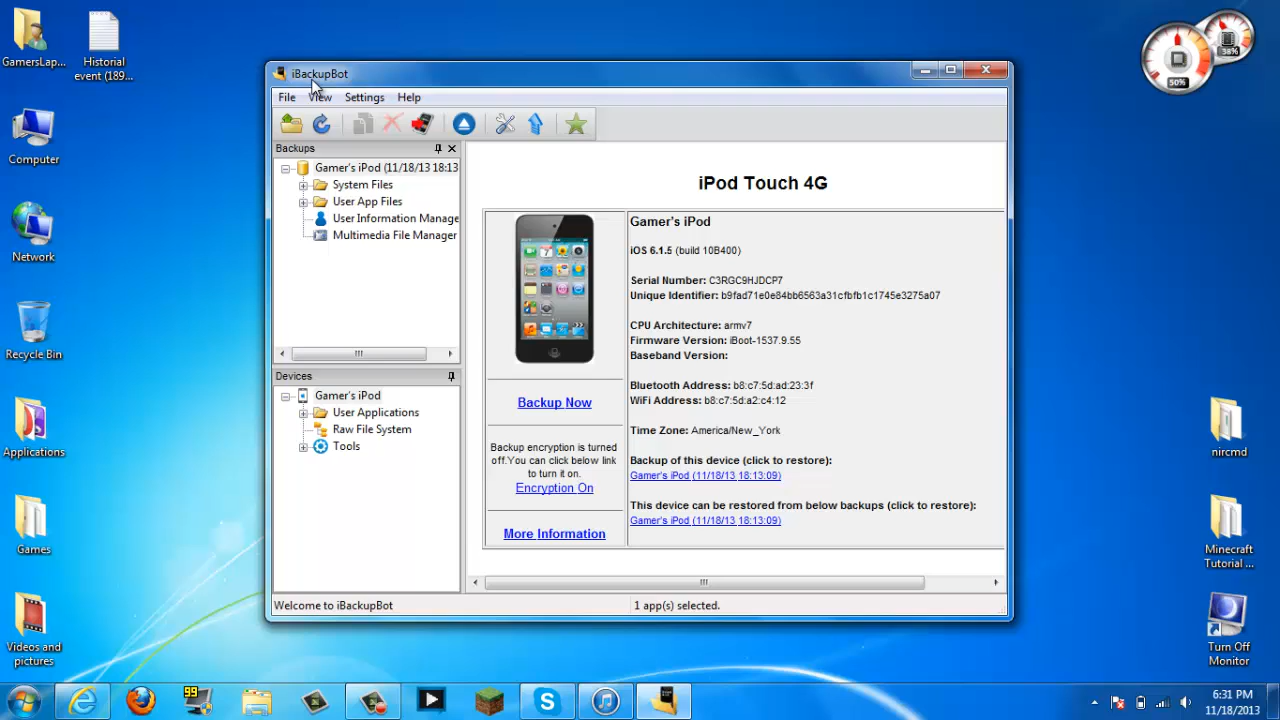 GamersLap...
Historial
event (189...
Computer
Network
Recycle Bin
Applications
Games
Videos and
pictures
iBackupBot
File View Settings Help
Backups
Gamer's iPod (11/18/13 18:13
System Files
User App Files
User Information Manage
Multimedia File Manager
Devices
Gamer's iPod
User Applications
Raw File System
Tools
iPod Touch 4G
Backup Now
Backup encryption is turned
off.You can click below link
to turn it on.
Encryption On
More Information
Gamer's iPod
iOS 6.1.5 (build 10B400)
Serial Number: C3RGC9HJDCP7
Unique Identifier: b9fad71e0e84bb6563a31cfbfb1c1745e3275a07
CPU Architecture: armv7
Firmware Version: iBoot-1537.9.55
Baseband Version:
Bluetooth Address: b8:c7:5d:ad:23:3f
WiFi Address: b8:c7:5d:a2:c4:12
Time Zone: America/New_York
Backup of this device (click to restore):
Gamer's iPod (11/18/13 18:13:09)
This device can be restored from below backups (click to restore):
Gamer's iPod (11/18/13 18:13:09)
Welcome to iBackupBot
1 app(s) selected.
50%
38%
nircmd
Minecraft
Tutorial ...
Turn Off
Monitor
99
6:31 PM
11/18/2013